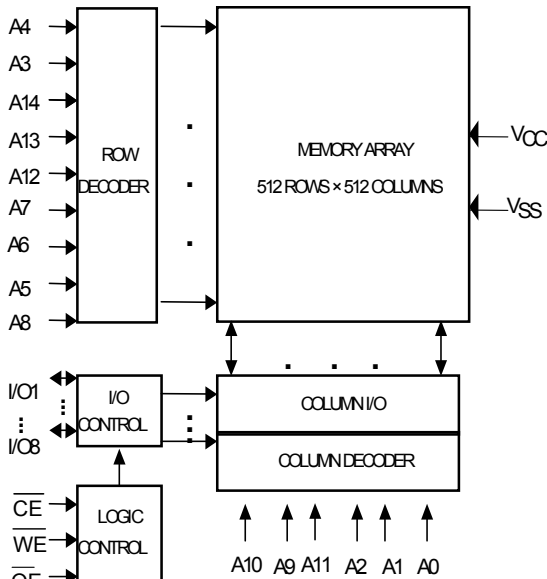 A4
A3
A14
A13
A12
A7
A6
A5
A8
ROW
DECODER
MEMORY ARRAY
512 ROWS × 512 COLUMNS
VCC
VSS
I/O1
I/O8
I/O
CONTROL
COLUMN I/O
COLUMN DECODER
CE
WE
OE
LOGIC
CONTROL
A10 A9 A11 A2 A1 A0